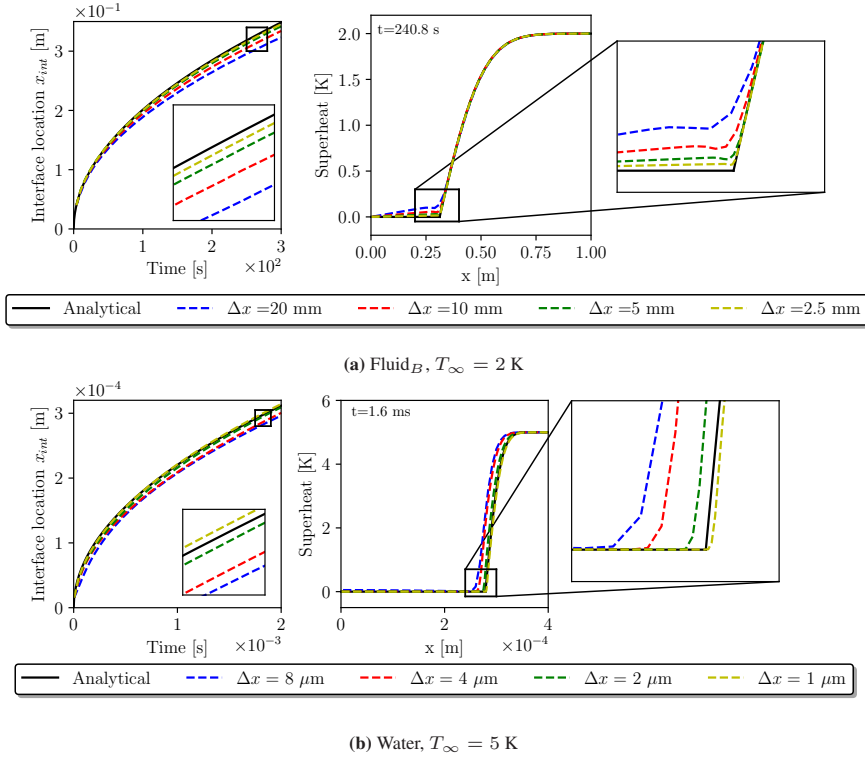 ×10⁻¹
3
2
1
0
Interface location x_int [m]
0
1
2
3
Time [s]
×10²
t=240.8 s
2.0
1.5
1.0
0.5
0.0
Superheat [K]
0.00
0.25
0.50
0.75
1.00
x [m]
Analytical Δx =20 mm Δx =10 mm Δx =5 mm Δx =2.5 mm
(a) Fluid_B, T_∞ = 2 K
×10⁻⁴
3
2
1
0
Interface location x_int [m]
0
1
2
Time [s]
×10⁻³
t=1.6 ms
6
4
2
0
Superheat [K]
0
2
4
x [m]
×10⁻⁴
Analytical Δx = 8 μm Δx = 4 μm Δx = 2 μm Δx = 1 μm
(b) Water, T_∞ = 5 K